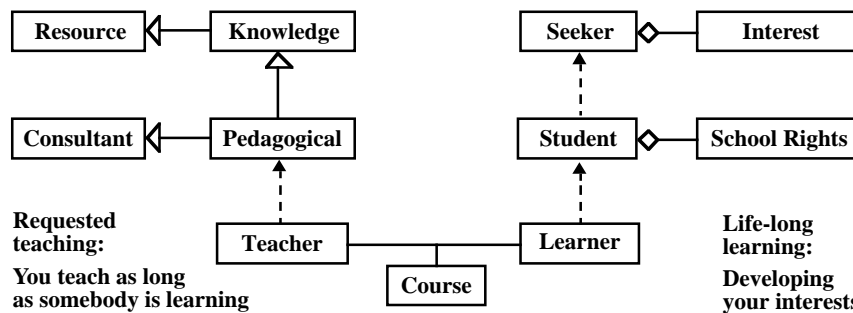 Resource
Knowledge
Seeker
Interest
Consultant
Pedagogical
Student
School Rights
Requested
teaching:
You teach as long
as somebody is learning
Teacher
Learner
Course
Life-long
learning:
Developing
your interests